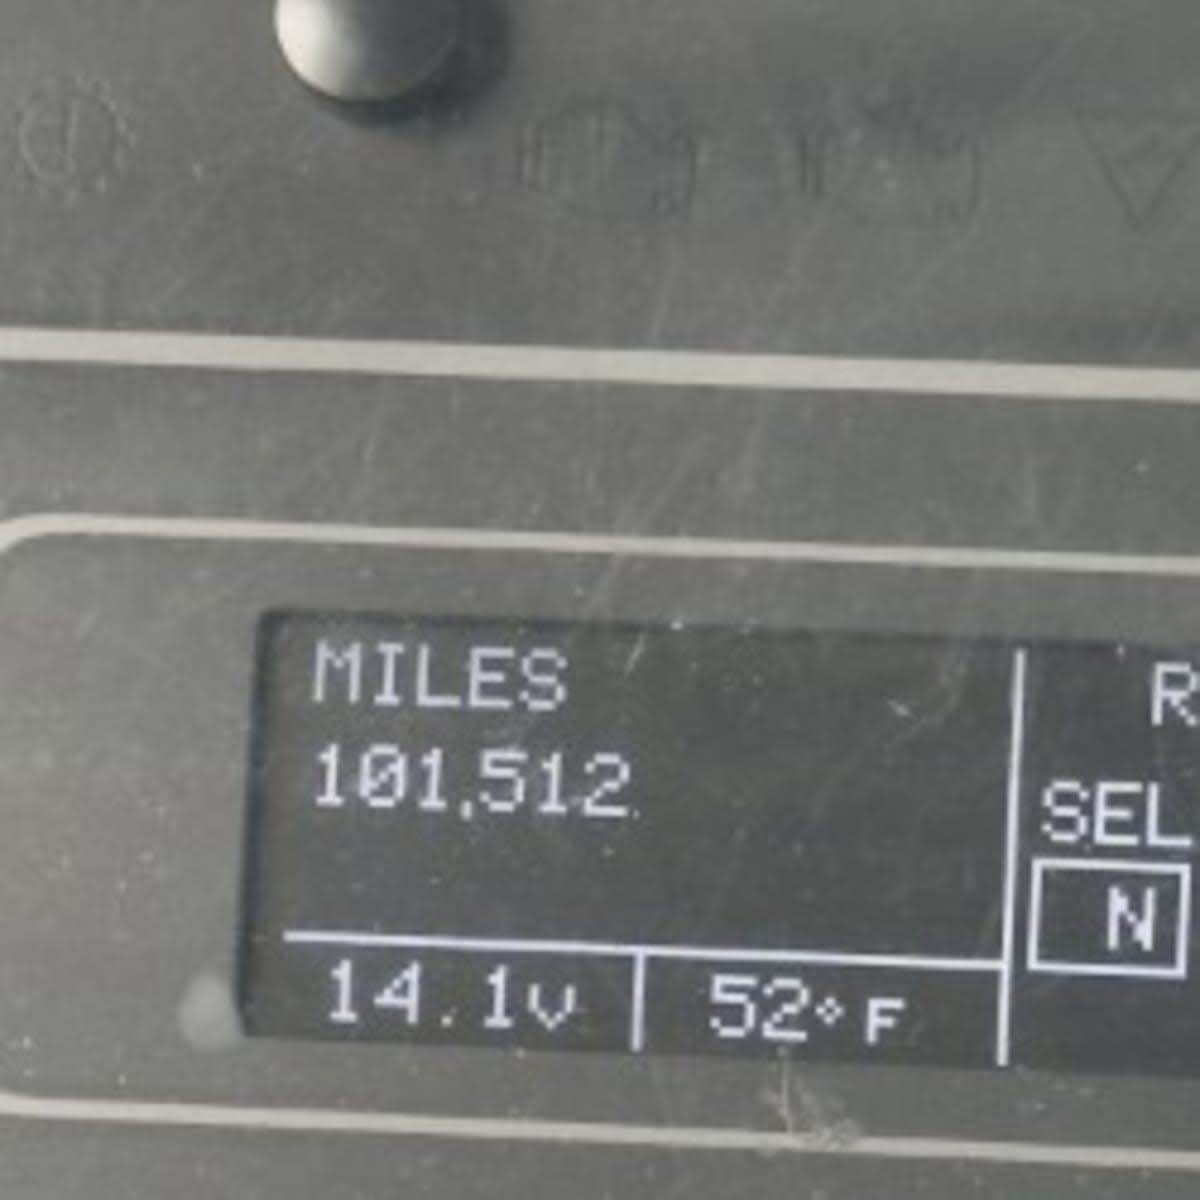 MILES
101,512
14.1v
52°F
R
SEL
N